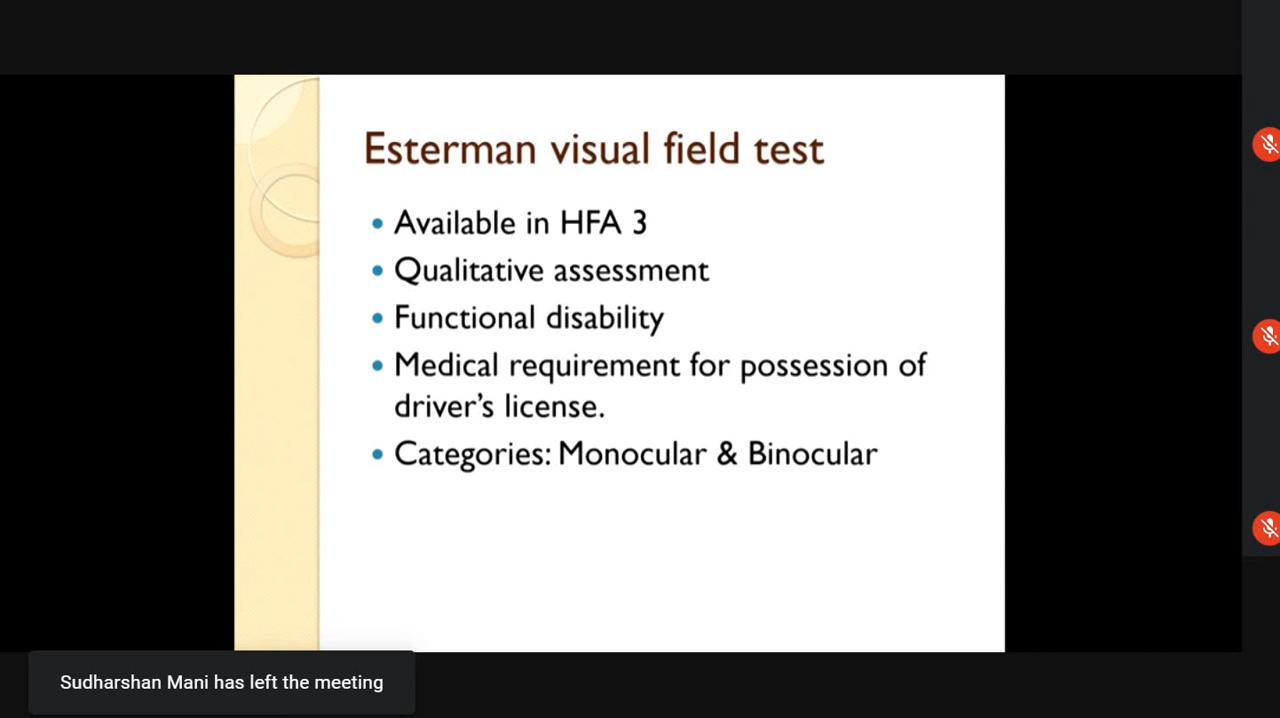 Esterman visual field test
• Available in HFA 3
• Qualitative assessment
• Functional disability
• Medical requirement for possession of
driver's license.
• Categories: Monocular & Binocular
Sudharshan Mani has left the meeting